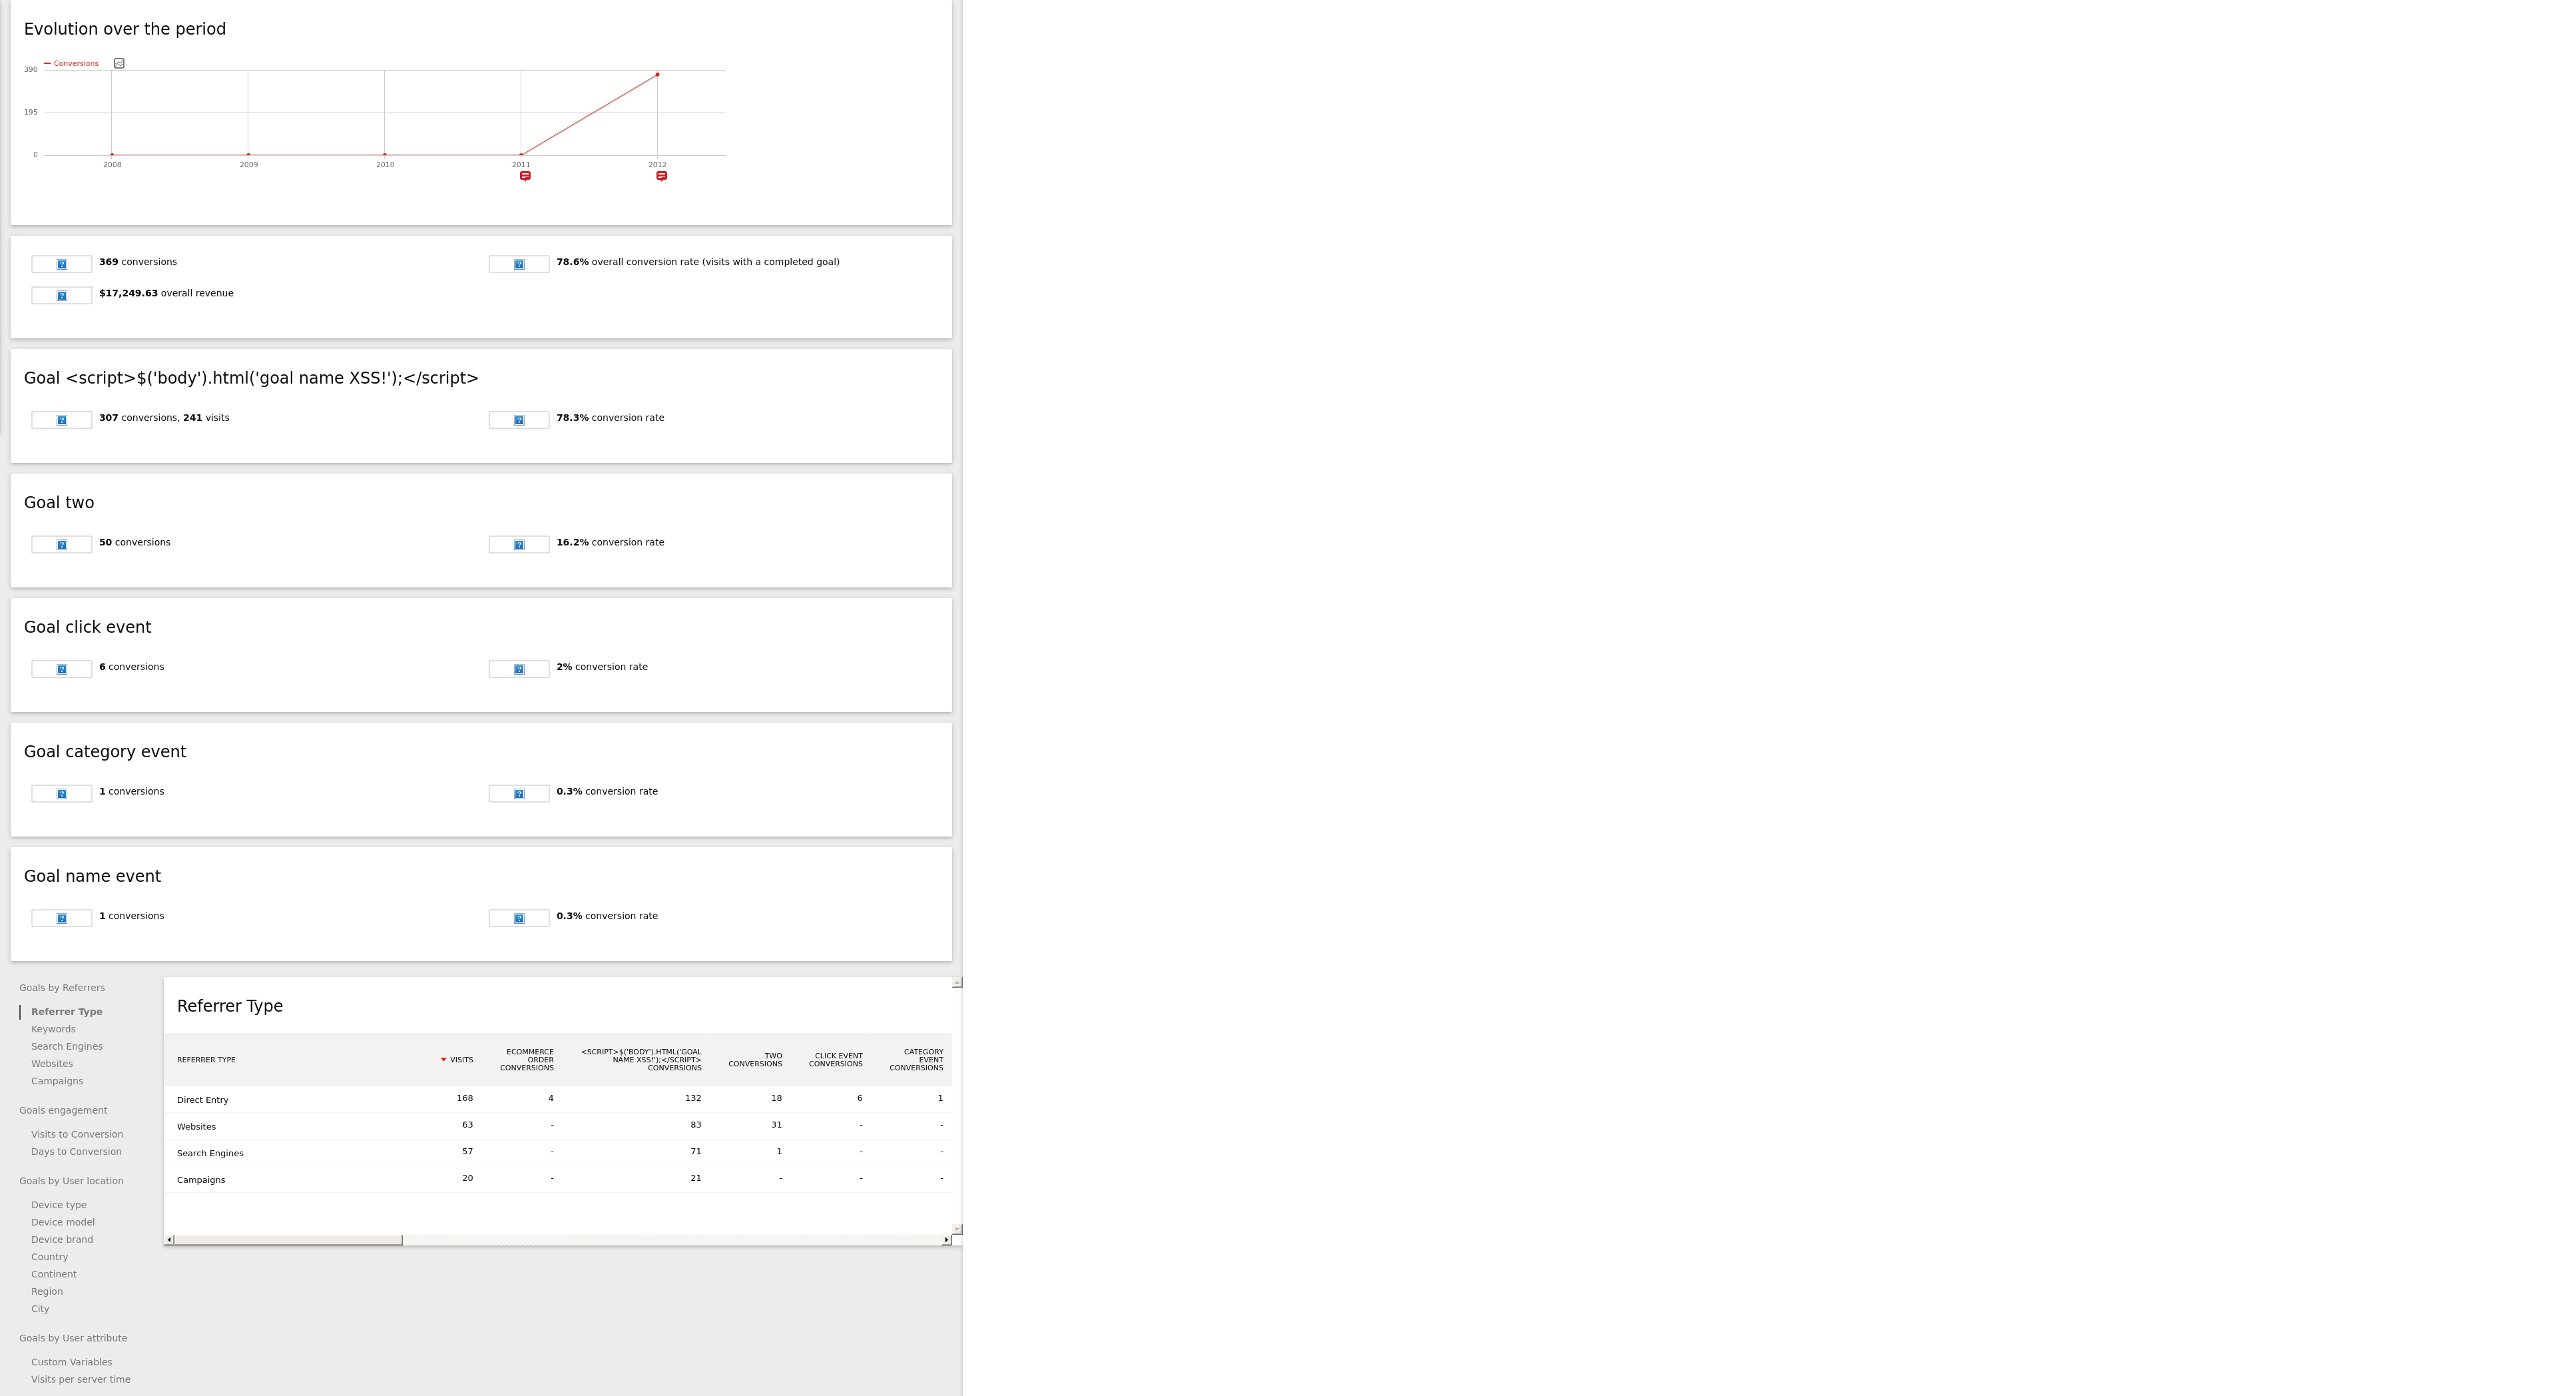 Evolution over the period
Conversions
390
195
0
2008 2009 2010 2011 2012
369 conversions
78.6% overall conversion rate (visits with a completed goal)
$17,249.63 overall revenue
Goal <script>$('body').html('goal name XSS!');</script>
307 conversions, 241 visits
78.3% conversion rate
Goal two
50 conversions
16.2% conversion rate
Goal click event
6 conversions
2% conversion rate
Goal category event
1 conversions
0.3% conversion rate
Goal name event
1 conversions
0.3% conversion rate
Goals by Referrers
Referrer Type
Keywords
Search Engines
Websites
Campaigns
Goals engagement
Visits to Conversion
Days to Conversion
Goals by User location
Device type
Device model
Device brand
Country
Continent
Region
City
Goals by User attribute
Custom Variables
Visits per server time
Referrer Type
REFERRER TYPE
VISITS
ECOMMERCE
ORDER
CONVERSIONS
<SCRIPT>$('BODY').HTML('GOAL
NAME XSS!');</SCRIPT>
CONVERSIONS
TWO
CONVERSIONS
CLICK EVENT
CONVERSIONS
CATEGORY
EVENT
CONVERSIONS
Direct Entry 168 4 132 18 6 1
Websites 63 - 83 31 - -
Search Engines 57 - 71 1 - -
Campaigns 20 - 21 - - -